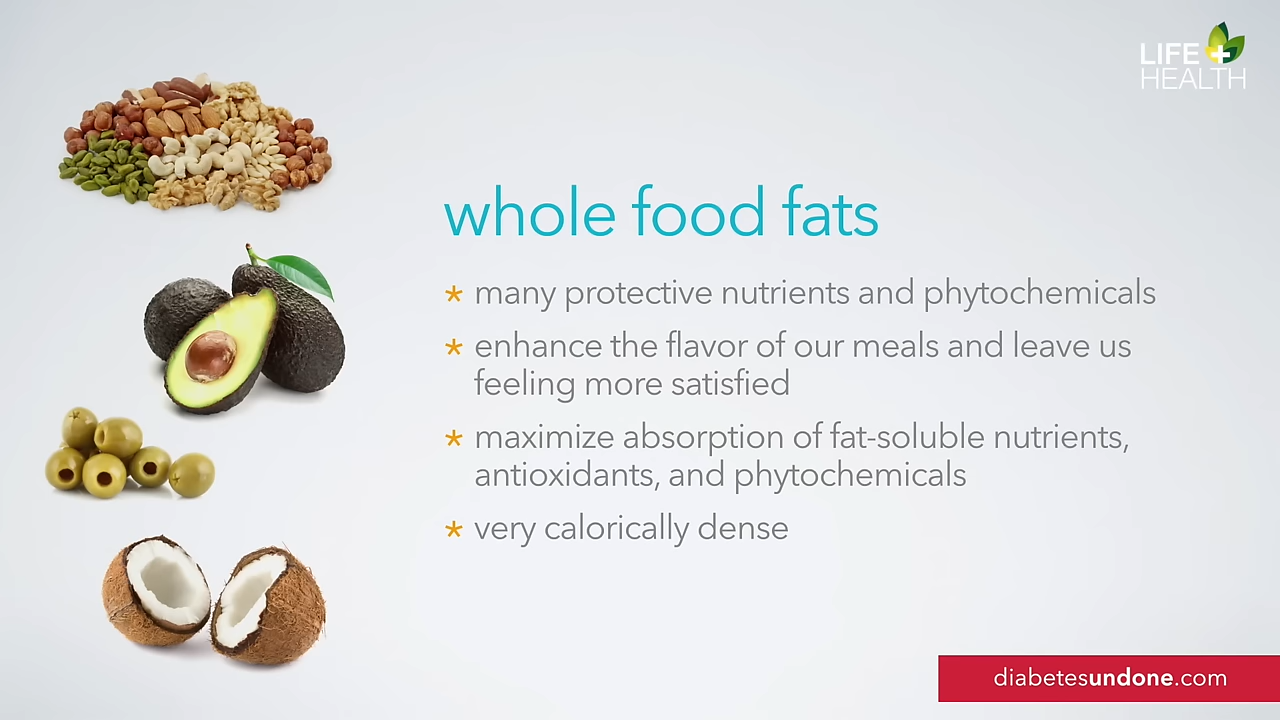 LIFE +
HEALTH
whole food fats
* many protective nutrients and phytochemicals
* enhance the flavor of our meals and leave us
feeling more satisfied
* maximize absorption of fat-soluble nutrients,
antioxidants, and phytochemicals
* very calorically dense
diabetesundone.com